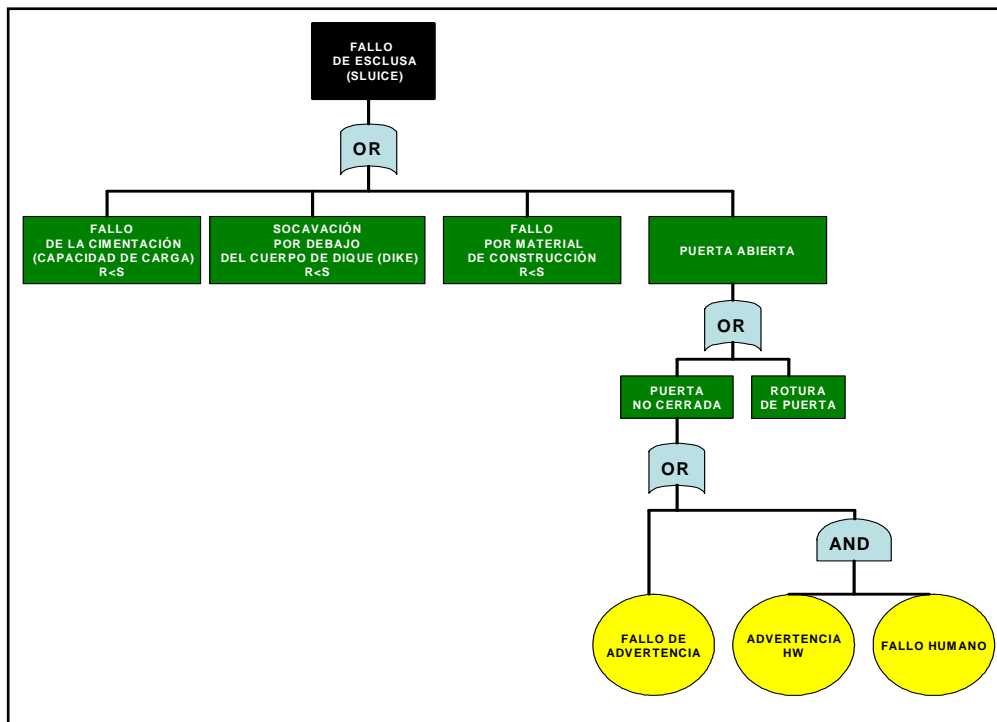 FALLO
DE ESCLUSA
(SLUICE)
OR
FALLO
DE LA CIMENTACIÓN
(CAPACIDAD DE CARGA)
R<S
SOCAVACIÓN
POR DEBAJO
DEL CUERPO DE DIQUE (DIKE)
R<S
FALLO
POR MATERIAL
DE CONSTRUCCIÓN
R<S
PUERTA ABIERTA
OR
PUERTA
NO CERRADA
ROTURA
DE PUERTA
OR
AND
FALLO DE
ADVERTENCIA
ADVERTENCIA
HW
FALLO HUMANO